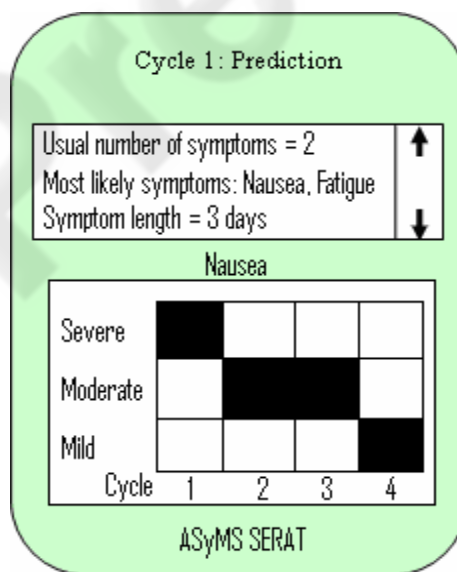 Cycle 1: Prediction
Usual number of symptoms = 2
Most likely symptoms: Nausea, Fatigue
Symptom length = 3 days
Nausea
Severe
Moderate
Mild
Cycle 1 2 3 4
ASyMS SERAT